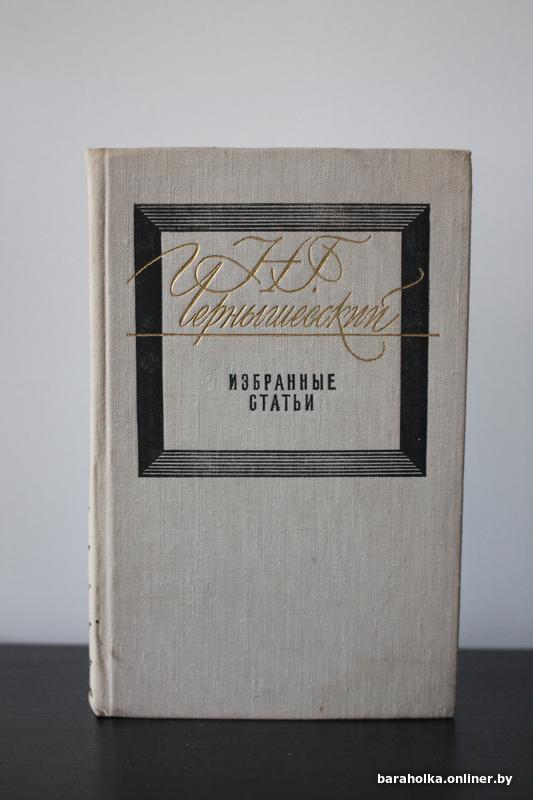 Н.Г.
Чернышевский
ИЗБРАННЫЕ
СТАТЬИ
baraholka.onliner.by